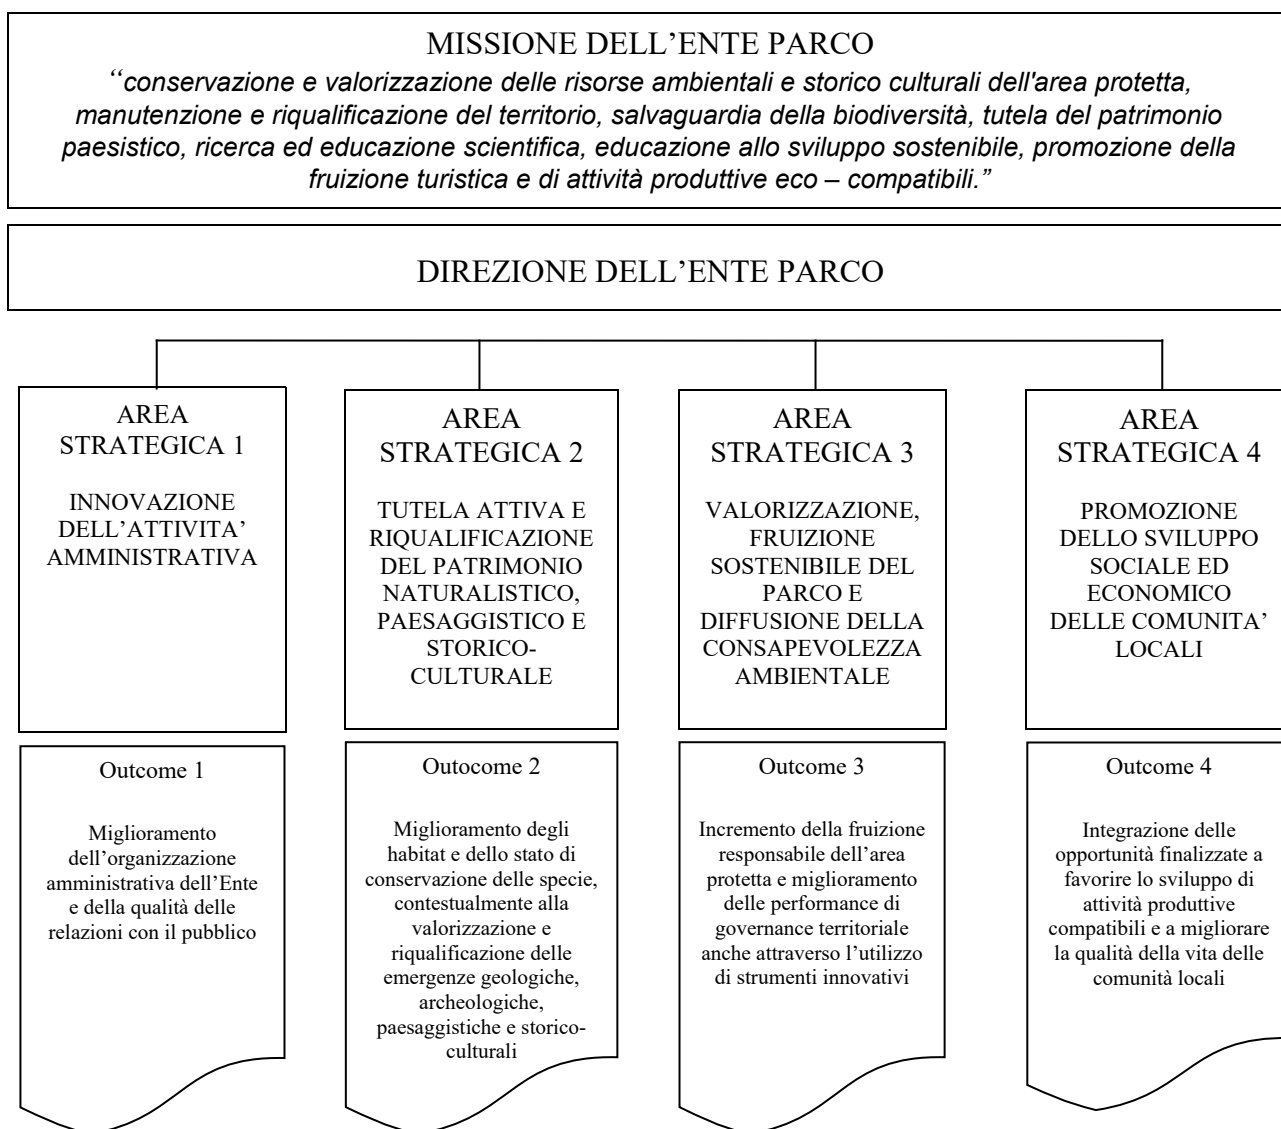 MISSIONE DELL’ENTE PARCO
“conservazione e valorizzazione delle risorse ambientali e storico culturali dell'area protetta,
manutenzione e riqualificazione del territorio, salvaguardia della biodiversità, tutela del patrimonio
paesistico, ricerca ed educazione scientifica, educazione allo sviluppo sostenibile, promozione della
fruizione turistica e di attività produttive eco – compatibili.”
DIREZIONE DELL’ENTE PARCO
AREA
STRATEGICA 1
INNOVAZIONE
DELL’ATTIVITA’
AMMINISTRATIVA
AREA
STRATEGICA 2
TUTELA ATTIVA E
RIQUALIFICAZIONE
DEL PATRIMONIO
NATURALISTICO,
PAESAGGISTICO E
STORICO-
CULTURALE
AREA
STRATEGICA 3
VALORIZZAZIONE,
FRUIZIONE
SOSTENIBILE DEL
PARCO E
DIFFUSIONE DELLA
CONSAPEVOLEZZA
AMBIENTALE
AREA
STRATEGICA 4
PROMOZIONE
DELLO SVILUPPO
SOCIALE ED
ECONOMICO
DELLE COMUNITA’
LOCALI
Outcome 1
Miglioramento
dell’organizzazione
amministrativa dell’Ente
e della qualità delle
relazioni con il pubblico
Outocome 2
Miglioramento degli
habitat e dello stato di
conservazione delle specie,
contestualmente alla
valorizzazione e
riqualificazione delle
emergenze geologiche,
archeologiche,
paesaggistiche e storico-
culturali
Outcome 3
Incremento della fruizione
responsabile dell’area
protetta e miglioramento
delle performance di
governance territoriale
anche attraverso l’utilizzo
di strumenti innovativi
Outcome 4
Integrazione delle
opportunità finalizzate a
favorire lo sviluppo di
attività produttive
compatibili e a migliorare
la qualità della vita delle
comunità locali